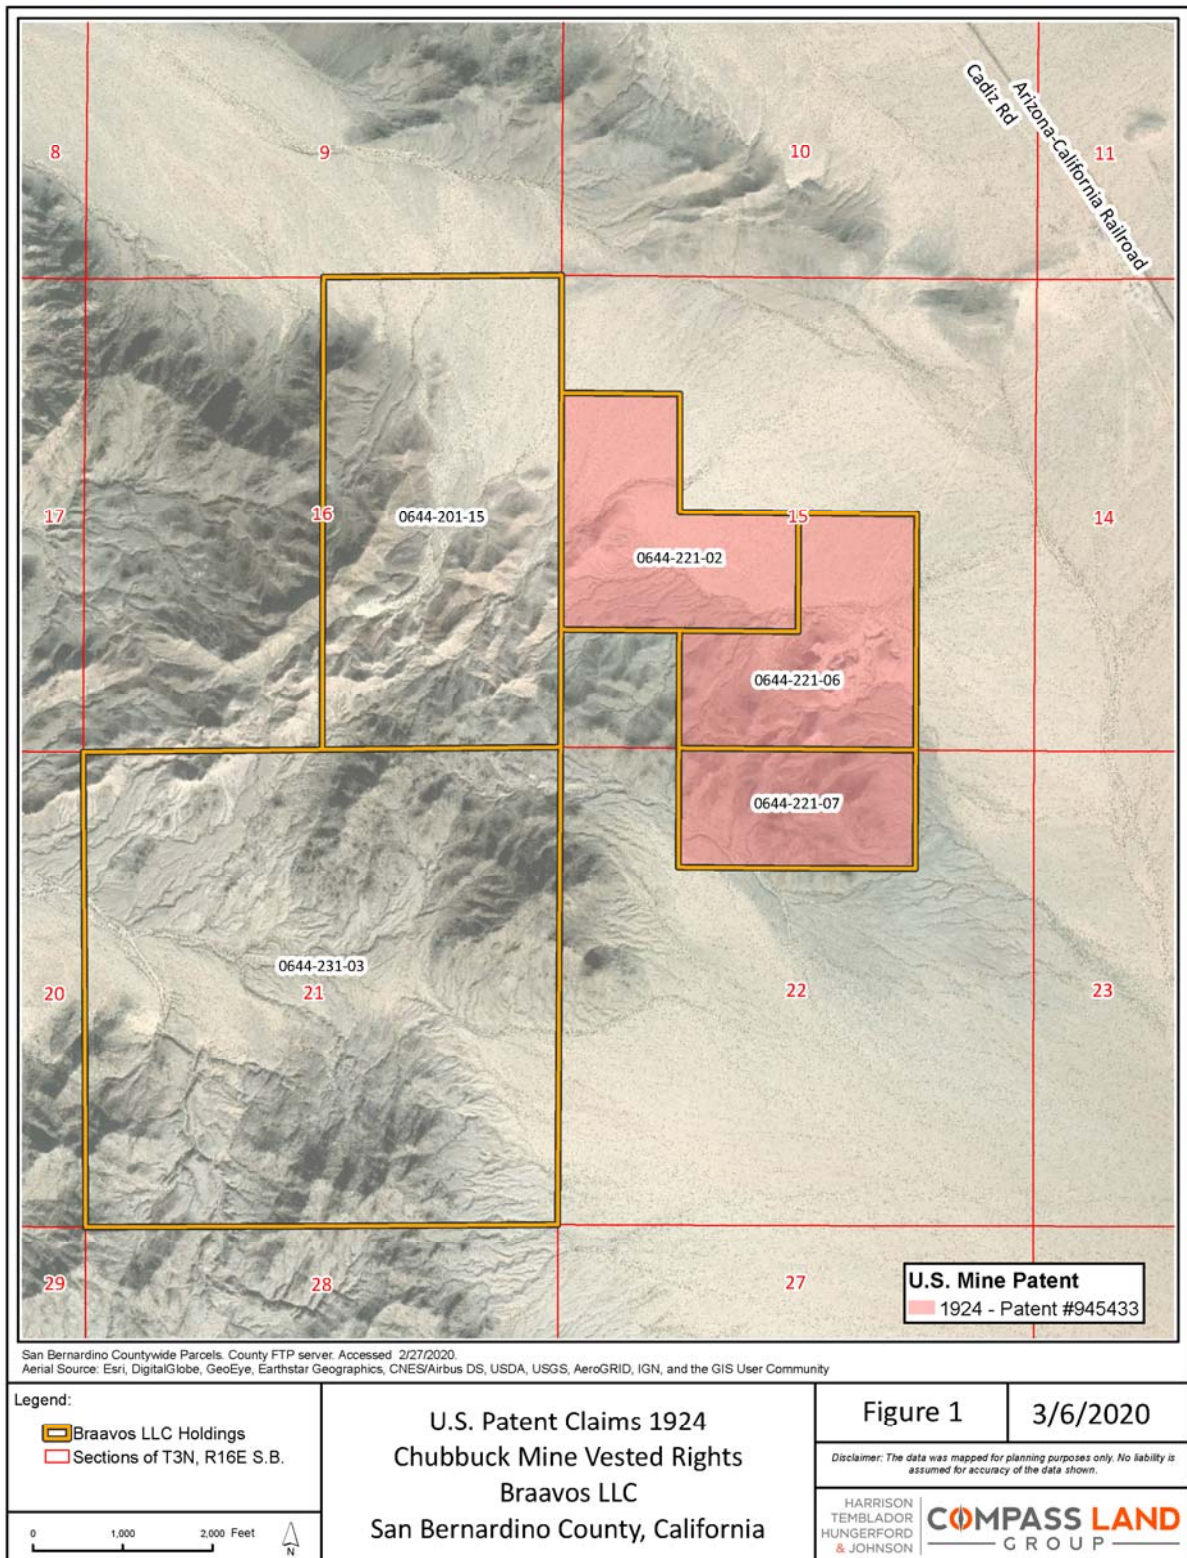 Cadiz Rd
Arizona-California Railroad
8
9
10
11
17
16
0644-201-15
15
14
0644-221-02
0644-221-06
0644-221-07
0644-231-03
20
21
22
23
29
28
27
U.S. Mine Patent
1924 - Patent #945433
San Bernardino Countywide Parcels. County FTP server. Accessed 2/27/2020.
Aerial Source: Esri, DigitalGlobe, GeoEye, Earthstar Geographics, CNES/Airbus DS, USDA, USGS, AeroGRID, IGN, and the GIS User Community
Legend:
Braavos LLC Holdings
Sections of T3N, R16E S.B.
0 1,000 2,000 Feet
N
U.S. Patent Claims 1924
Chubbuck Mine Vested Rights
Braavos LLC
San Bernardino County, California
Figure 1
3/6/2020
Disclaimer: The data was mapped for planning purposes only. No liability is
assumed for accuracy of the data shown.
HARRISON
TEMBLADOR
HUNGERFORD
& JOHNSON
COMPASS LAND
GROUP